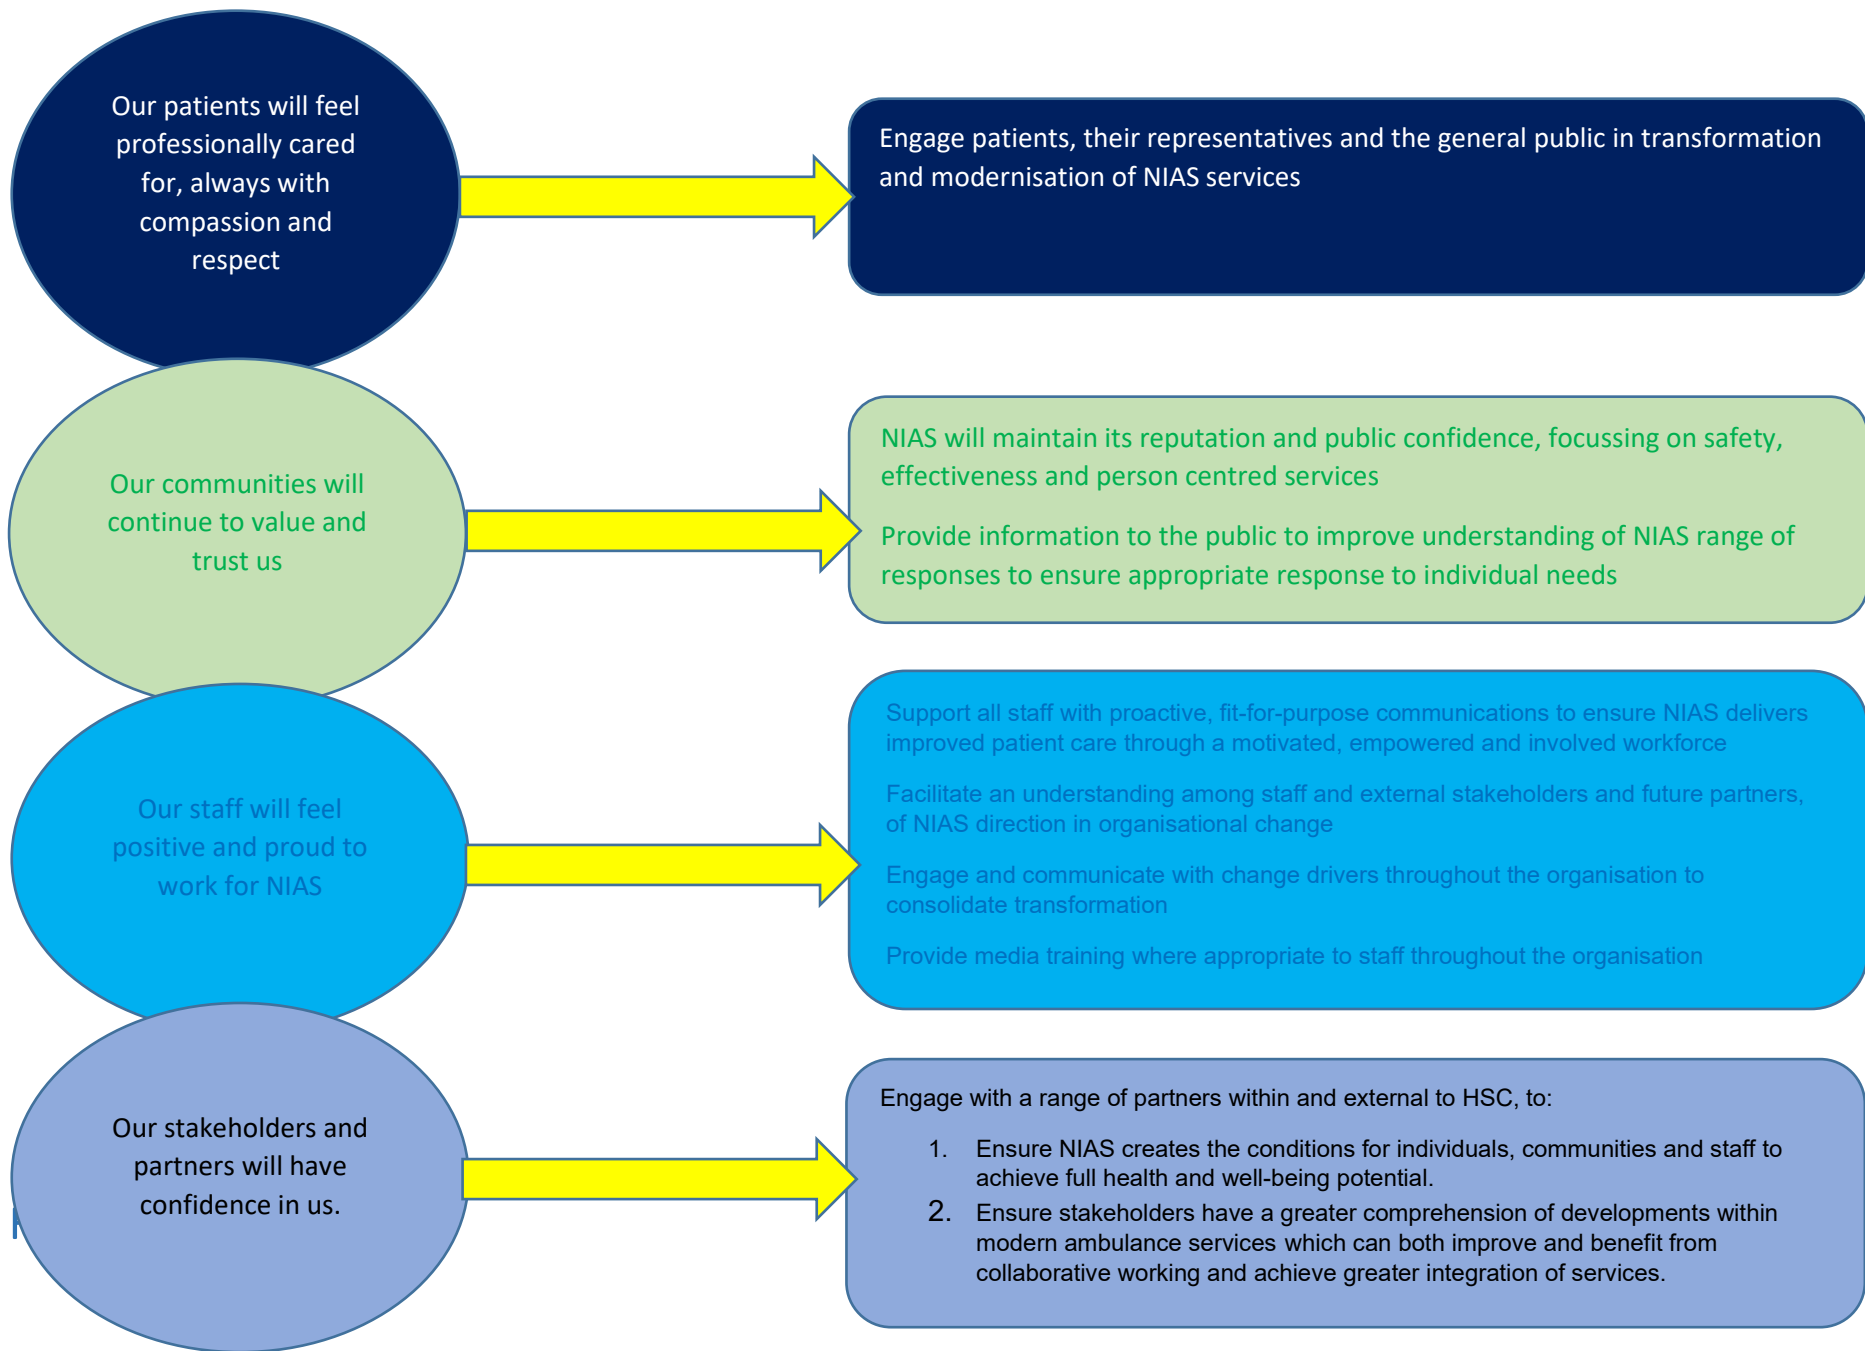 Our patients will feel
professionally cared
for, always with
compassion and
respect
Engage patients, their representatives and the general public in transformation
and modernisation of NIAS services
Our communities will
continue to value and
trust us
NIAS will maintain its reputation and public confidence, focussing on safety,
effectiveness and person centred services
Provide information to the public to improve understanding of NIAS range of
responses to ensure appropriate response to individual needs
Our staff will feel
positive and proud to
work for NIAS
Support all staff with proactive, fit-for-purpose communications to ensure NIAS delivers
improved patient care through a motivated, empowered and involved workforce
Facilitate an understanding among staff and external stakeholders and future partners,
of NIAS direction in organisational change
Engage and communicate with change drivers throughout the organisation to
consolidate transformation
Provide media training where appropriate to staff throughout the organisation
Our stakeholders and
partners will have
confidence in us.
Engage with a range of partners within and external to HSC, to:
1. Ensure NIAS creates the conditions for individuals, communities and staff to
achieve full health and well-being potential.
2. Ensure stakeholders have a greater comprehension of developments within
modern ambulance services which can both improve and benefit from
collaborative working and achieve greater integration of services.